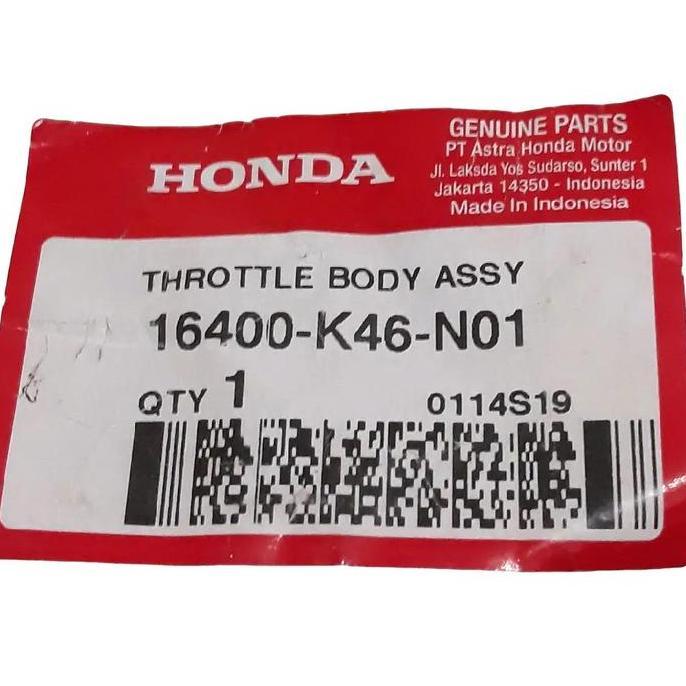 HONDA
GENUINE PARTS
PT Astra Honda Motor
Jl. Laksda Yos Sudarso, Sunter 1
Jakarta 14350 - Indonesia
Made In Indonesia
THROTTLE BODY ASSY
16400-K46-N01
QTY 1
0114S19